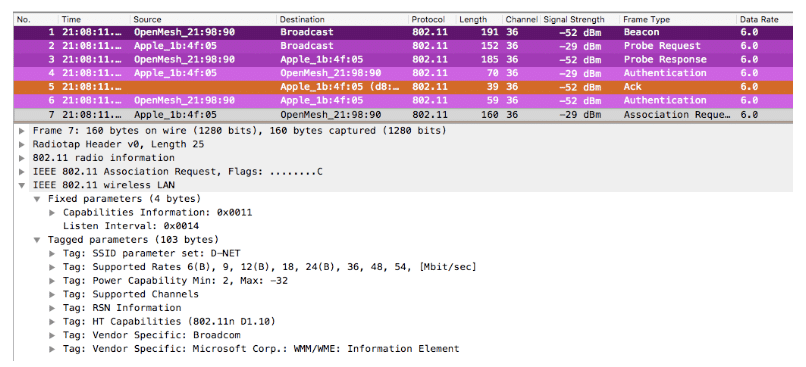 No. Time Source Destination Protocol Length Channel Signal Strength Frame Type Data Rate
1 21:08:11.… OpenMesh_21:98:90 Broadcast 802.11 191 36 −52 dBm Beacon 6.0
2 21:08:11.… Apple_1b:4f:05 Broadcast 802.11 152 36 −29 dBm Probe Request 6.0
3 21:08:11.… OpenMesh_21:98:90 Apple_1b:4f:05 802.11 185 36 −52 dBm Probe Response 6.0
4 21:08:11.… Apple_1b:4f:05 OpenMesh_21:98:90 802.11 70 36 −29 dBm Authentication 6.0
5 21:08:11.… Apple_1b:4f:05 (d8:… 802.11 39 36 −52 dBm Ack 6.0
6 21:08:11.… OpenMesh_21:98:90 Apple_1b:4f:05 802.11 59 36 −52 dBm Authentication 6.0
7 21:08:11.… Apple_1b:4f:05 OpenMesh_21:98:90 802.11 160 36 −29 dBm Association Reque… 6.0
Frame 7: 160 bytes on wire (1280 bits), 160 bytes captured (1280 bits)
Radiotap Header v0, Length 25
802.11 radio information
IEEE 802.11 Association Request, Flags: ........C
IEEE 802.11 wireless LAN
Fixed parameters (4 bytes)
Capabilities Information: 0x0011
Listen Interval: 0x0014
Tagged parameters (103 bytes)
Tag: SSID parameter set: D-NET
Tag: Supported Rates 6(B), 9, 12(B), 18, 24(B), 36, 48, 54, [Mbit/sec]
Tag: Power Capability Min: 2, Max: -32
Tag: Supported Channels
Tag: RSN Information
Tag: HT Capabilities (802.11n D1.10)
Tag: Vendor Specific: Broadcom
Tag: Vendor Specific: Microsoft Corp.: WMM/WME: Information Element